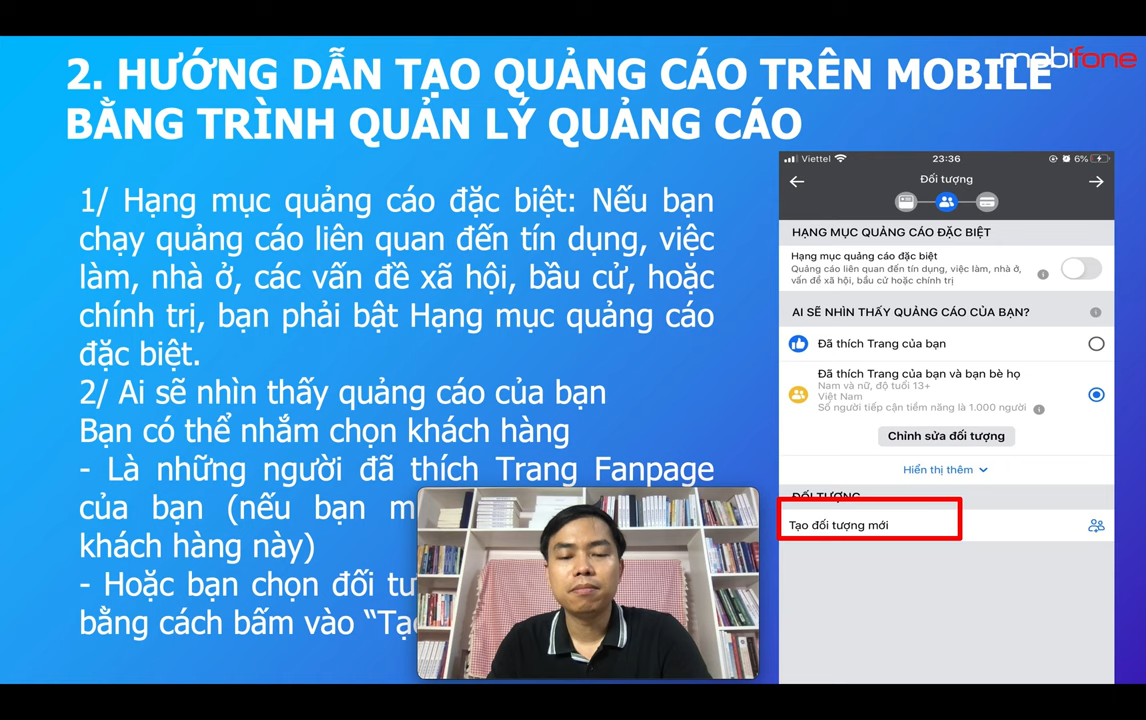 2. HƯỚNG DẪN TẠO QUẢNG CÁO TRÊN MOBILE
BẰNG TRÌNH QUẢN LÝ QUẢNG CÁO
mobifone
1/ Hạng mục quảng cáo đặc biệt: Nếu bạn
chạy quảng cáo liên quan đến tín dụng, việc
làm, nhà ở, các vấn đề xã hội, bầu cử, hoặc
chính trị, bạn phải bật Hạng mục quảng cáo
đặc biệt.
2/ Ai sẽ nhìn thấy quảng cáo của bạn
Bạn có thể nhắm chọn khách hàng
- Là những người đã thích Trang Fanpage
của bạn (nếu bạn
khách hàng này)
- Hoặc bạn chọn đối
bằng cách bấm vào
Viettel
23:36
6%
Đối tượng
HẠNG MỤC QUẢNG CÁO ĐẶC BIỆT
Hạng mục quảng cáo đặc biệt
Quảng cáo liên quan đến tín dụng, việc làm, nhà ở,
vấn đề xã hội, bầu cử hoặc chính trị
AI SẼ NHÌN THẤY QUẢNG CÁO CỦA BẠN?
Đã thích Trang của bạn
Đã thích Trang của bạn và bạn bè họ
Nam và nữ, độ tuổi 13+
Việt Nam
Số người tiếp cận tiềm năng là 1.000 người
Chỉnh sửa đối tượng
Hiển thị thêm
ĐỐI TƯỢNG
Tạo đối tượng mới